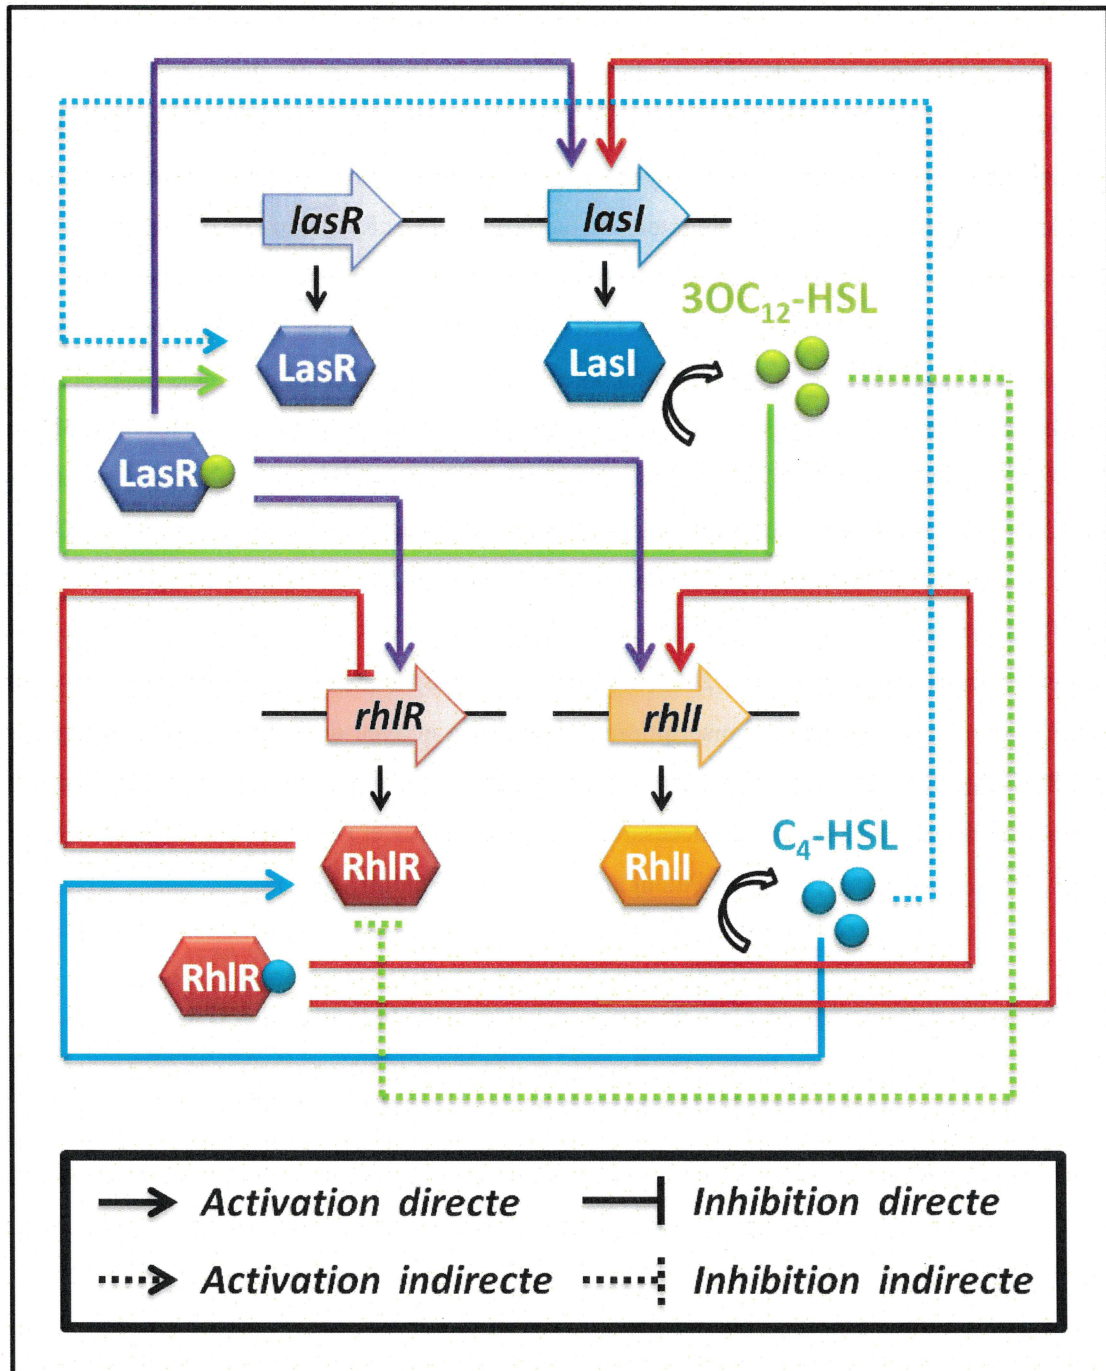 lasR
lasI
3OC₁₂-HSL
LasR
LasI
LasR
rhlR
rhlI
C₄-HSL
RhlR
RhlI
RhlR
Activation directe
Inhibition directe
Activation indirecte
Inhibition indirecte